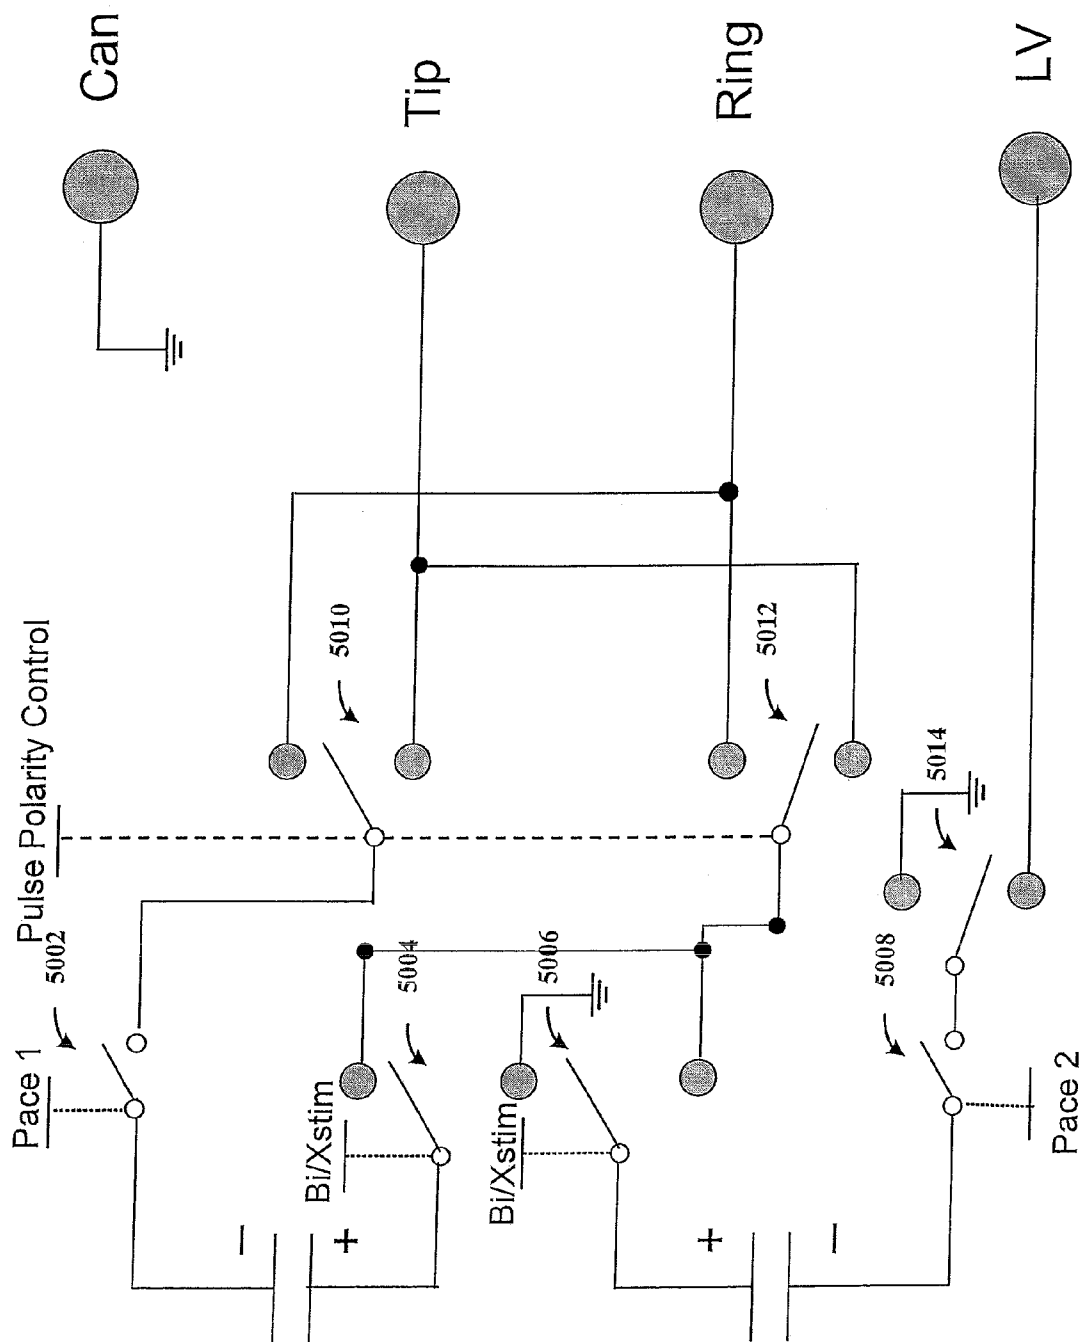 Can
Tip
Ring
LV
Pulse Polarity Control
5010
5012
5014
5002
5004
5006
5008
Pace 1
Bi/Xstim
Bi/Xstim
Pace 2
−
+
+
−